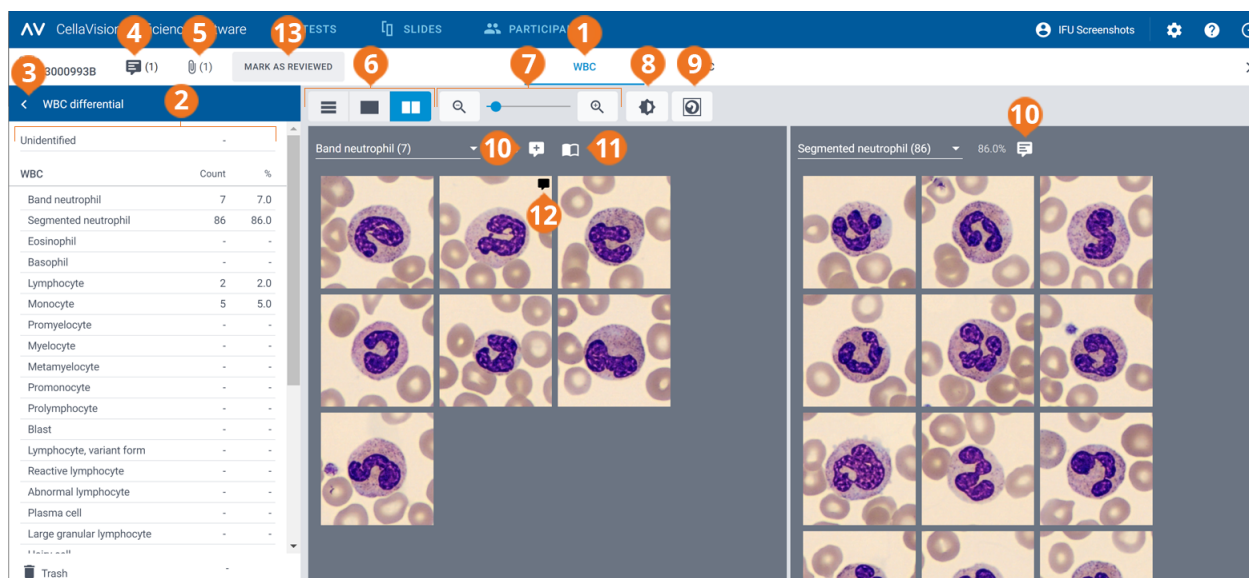 CellaVision Proficiency Software TESTS SLIDES PARTICIPANTS IFU Screenshots
13 1
4 5
3000993B (1) (1) MARK AS REVIEWED WBC
6 7 8 9
3 2
WBC differential
Unidentified -
10 11 10
Band neutrophil (7) Segmented neutrophil (86) 86.0%
12
WBC Count %
Band neutrophil 7 7.0
Segmented neutrophil 86 86.0
Eosinophil - -
Basophil - -
Lymphocyte 2 2.0
Monocyte 5 5.0
Promyelocyte - -
Myelocyte - -
Metamyelocyte - -
Promonocyte - -
Prolymphocyte - -
Blast - -
Lymphocyte, variant form - -
Reactive lymphocyte - -
Abnormal lymphocyte - -
Plasma cell - -
Large granular lymphocyte - -
Trash -